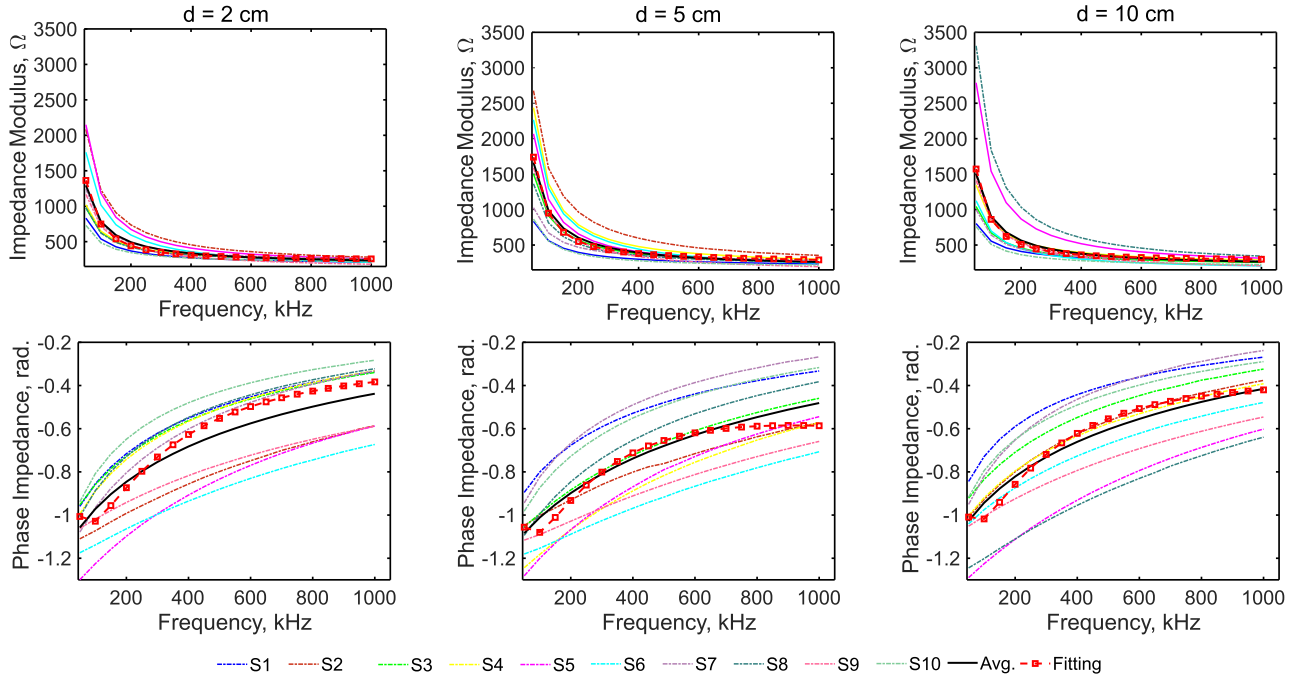 d = 2 cm
d = 5 cm
d = 10 cm
Impedance Modulus, Ω
3500
3000
2500
2000
1500
1000
500
200 400 600 800 1000
Frequency, kHz
Impedance Modulus, Ω
3500
3000
2500
2000
1500
1000
500
200 400 600 800 1000
Frequency, kHz
Impedance Modulus, Ω
3500
3000
2500
2000
1500
1000
500
200 400 600 800 1000
Frequency, kHz
Phase Impedance, rad.
-0.2
-0.4
-0.6
-0.8
-1
-1.2
200 400 600 800 1000
Frequency, kHz
Phase Impedance, rad.
-0.2
-0.4
-0.6
-0.8
-1
-1.2
200 400 600 800 1000
Frequency, kHz
Phase Impedance, rad.
-0.2
-0.4
-0.6
-0.8
-1
-1.2
200 400 600 800 1000
Frequency, kHz
S1 S2 S3 S4 S5 S6 S7 S8 S9 S10 Avg. Fitting